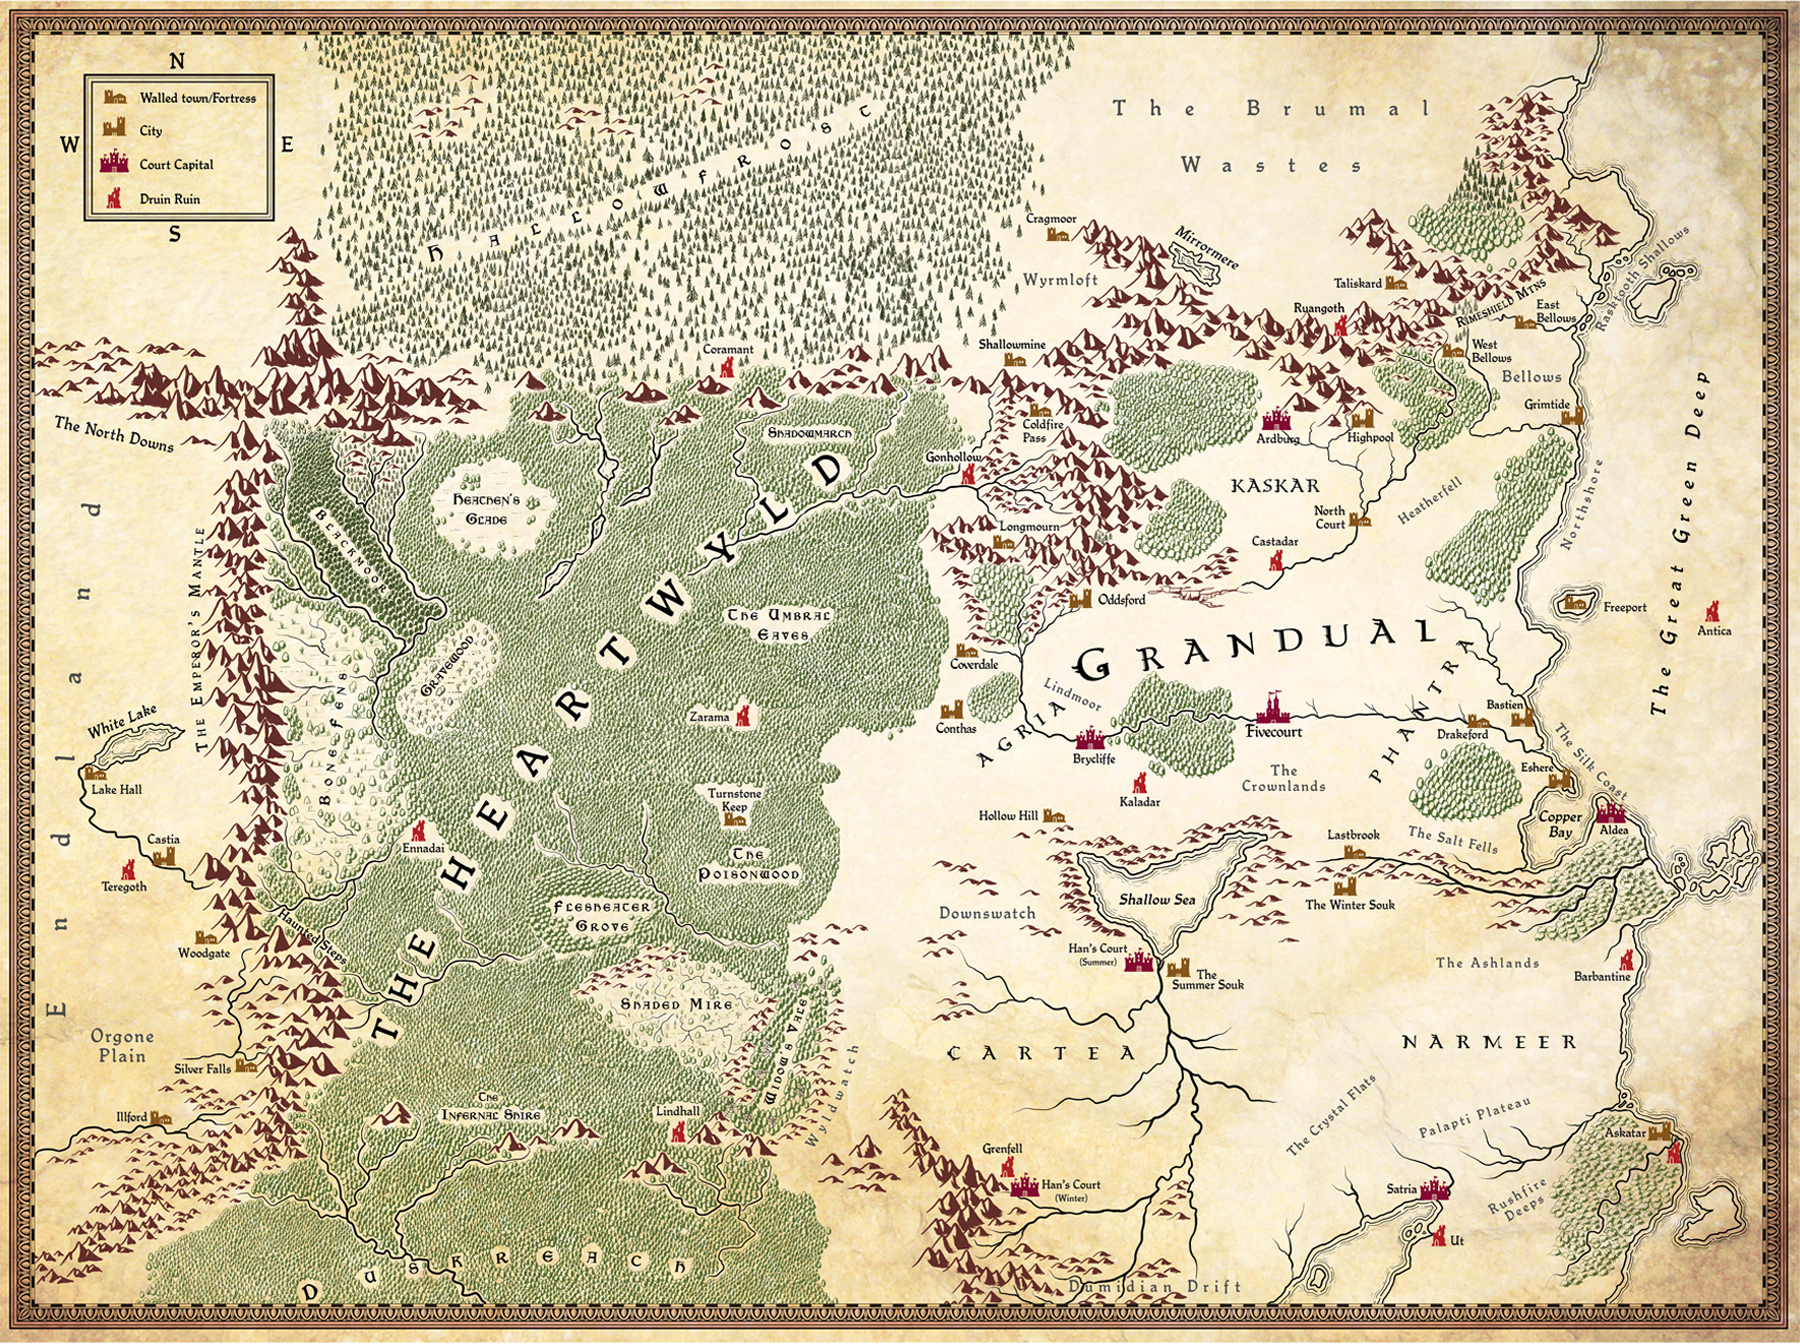 N
W
E
S
Walled town/Fortress
City
Court Capital
Druin Ruin
Hallowfrost
The Brumal
Wastes
Cragmoor
Mirrormere
Wyrmloft
Taliskard
Ruangoth
Rimeshield Mtns
East
Bellows
Rasktooth Shallows
West
Bellows
Bellows
Grimtide
Shallowmine
Coldfire
Pass
Ardburg
Highpool
Coramant
The North Downs
Shadowmarch
Gonhollow
KASKAR
North
Court
Heatherfell
Northshore
The Great Green Deep
Heathen's
Glade
Blackmoor
Longmourn
Castadar
Oddsford
Freeport
Antica
Endland
The Emperor's Mantle
THE HEARTWYLD
The Umbral
Eaves
Gravewood
Bonefens
Coverdale
GRANDUAL
Lindmoor
Conthas
AGRIA
Brycliffe
Fivecourt
PHANTRA
Bastien
Drakeford
The Silk Coast
Zarama
White Lake
Lake Hall
Kaladar
The
Crownlands
Eshere
Copper
Bay
Aldea
Turnstone
Keep
Hollow Hill
Lastbrook
The Salt Fells
Castia
Teregoth
Ennadai
The
Poisonwood
Shallow Sea
The Winter Souk
Flesheater
Grove
Downswatch
Haunted Steps
Woodgate
Han's Court
(Summer)
The
Summer Souk
The Ashlands
Barbantine
Shaded Mire
Widow's Vale
Wyldwatch
Orgone
Plain
Silver Falls
CARTEA
NARMEER
The Crystal Flats
Palapti Plateau
Illford
The
Infernal Shire
Lindhall
Askatar
Grenfell
Han's Court
(Winter)
Satria
Rushfire
Deeps
Ut
Duskreach
Dumidian Drift